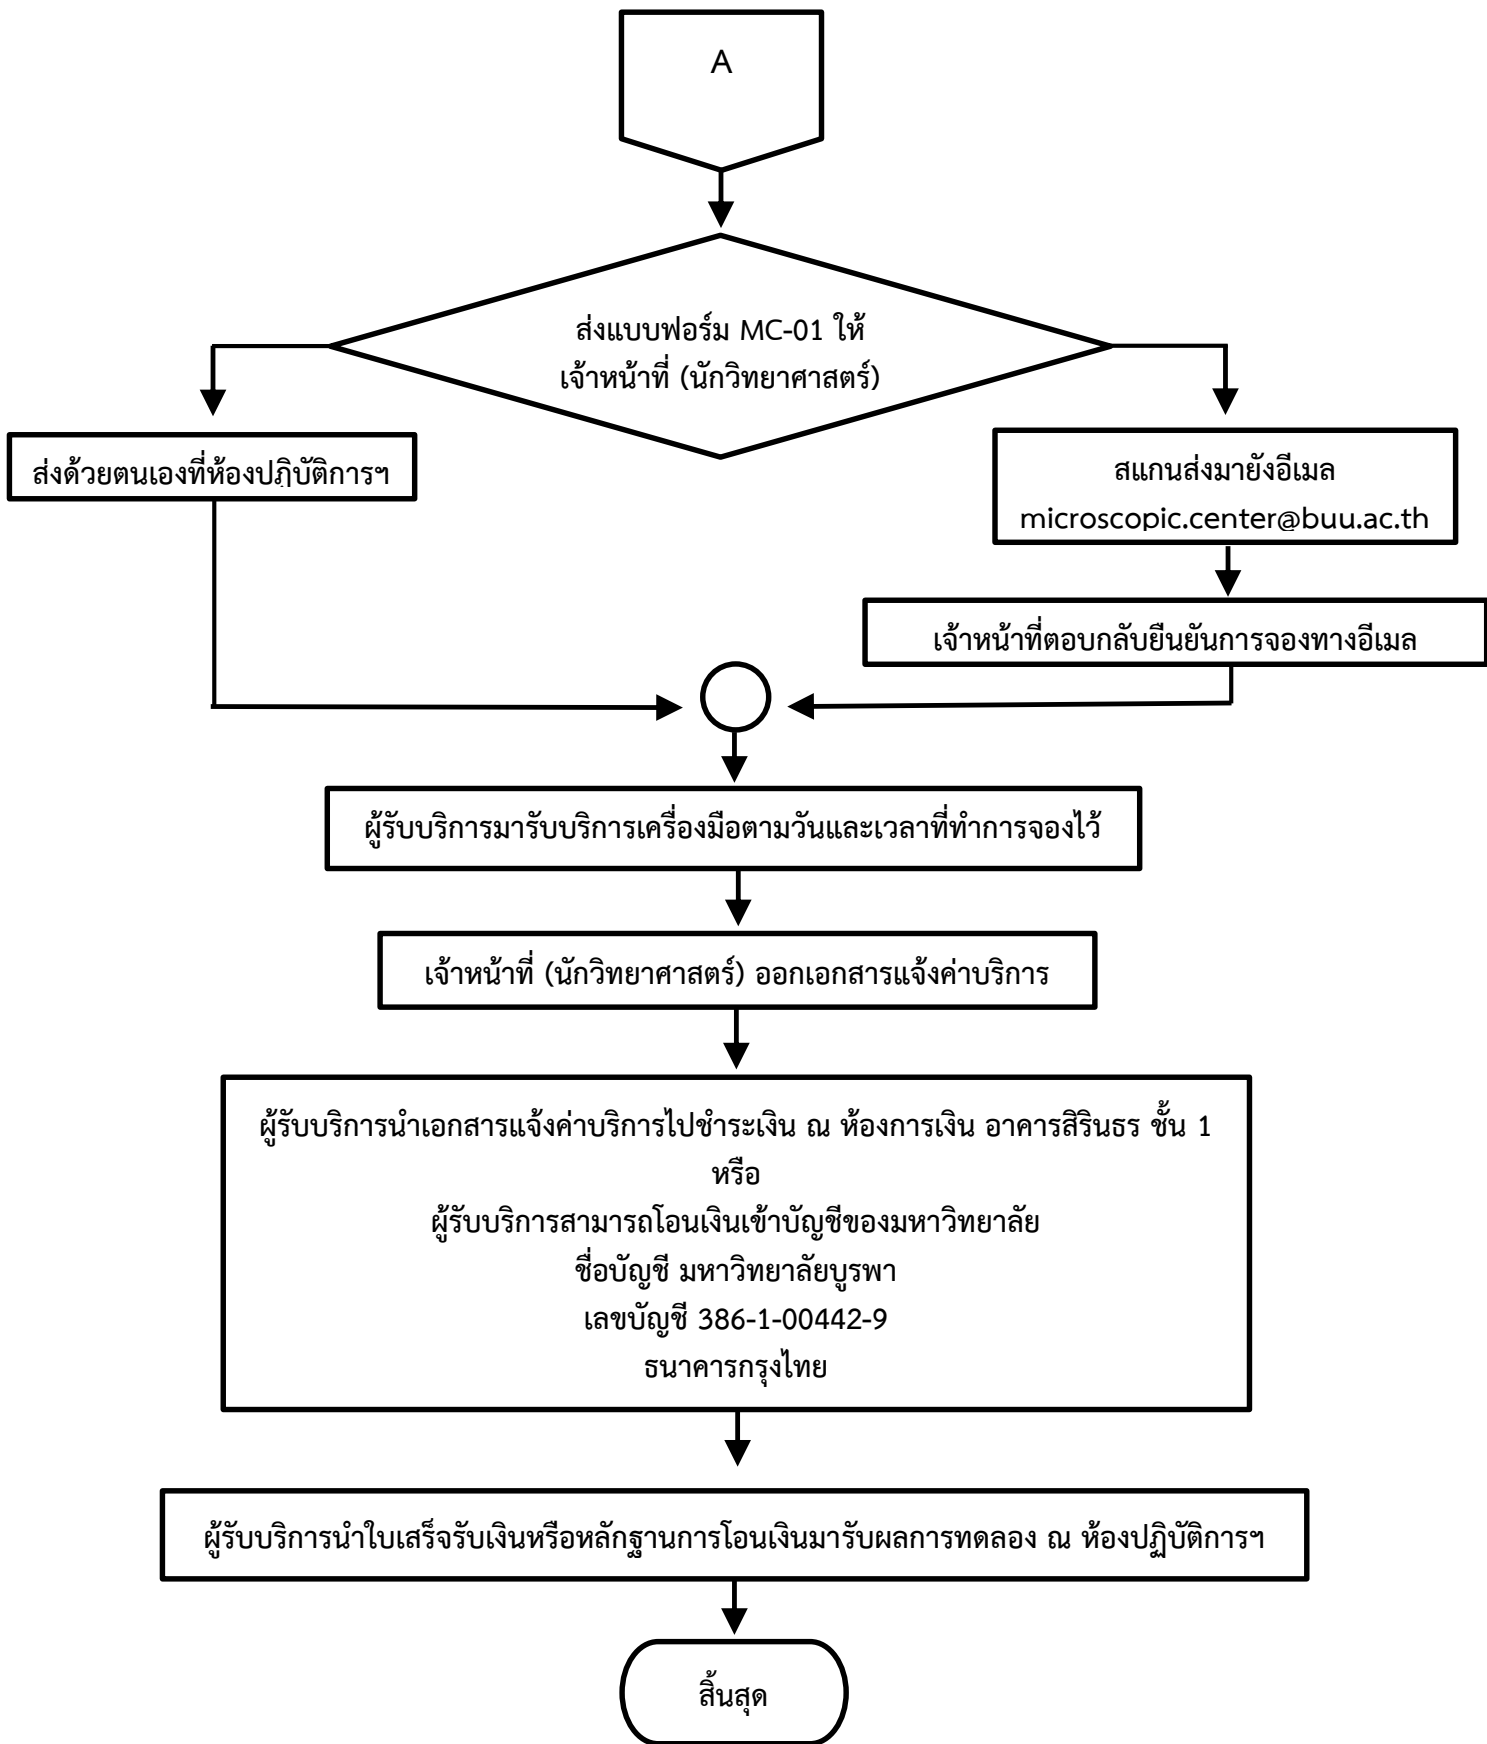 A
ส่งแบบฟอร์ม MC-01 ให้
เจ้าหน้าที่ (นักวิทยาศาสตร์)
ส่งด้วยตนเองที่ห้องปฏิบัติการฯ
สแกนส่งมายังอีเมล
microscopic.center@buu.ac.th
เจ้าหน้าที่ตอบกลับยืนยันการจองทางอีเมล
ผู้รับบริการมารับบริการเครื่องมือตามวันและเวลาที่ทำการจองไว้
เจ้าหน้าที่ (นักวิทยาศาสตร์) ออกเอกสารแจ้งค่าบริการ
ผู้รับบริการนำเอกสารแจ้งค่าบริการไปชำระเงิน ณ ห้องการเงิน อาคารสิรินธร ชั้น 1
หรือ
ผู้รับบริการสามารถโอนเงินเข้าบัญชีของมหาวิทยาลัย
ชื่อบัญชี มหาวิทยาลัยบูรพา
เลขบัญชี 386-1-00442-9
ธนาคารกรุงไทย
ผู้รับบริการนำใบเสร็จรับเงินหรือหลักฐานการโอนเงินมารับผลการทดลอง ณ ห้องปฏิบัติการฯ
สิ้นสุด